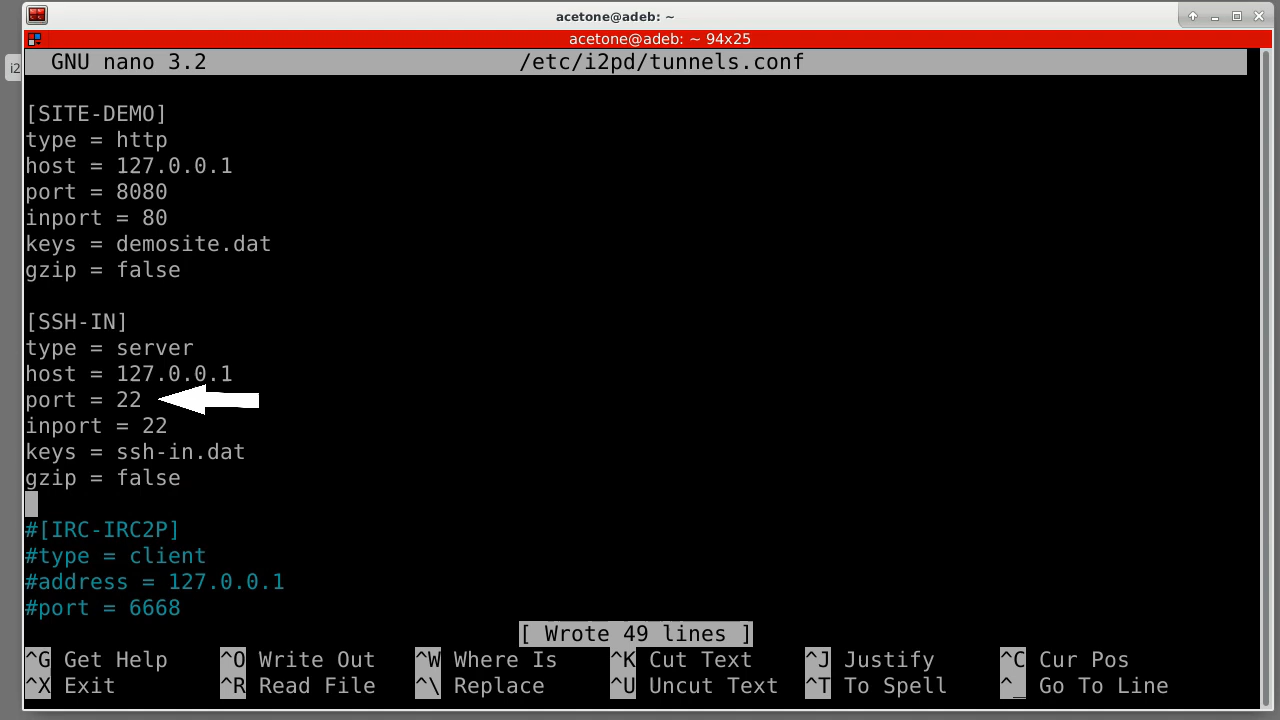 acetone@adeb: ~
acetone@adeb: ~ 94x25
i2
GNU nano 3.2 /etc/i2pd/tunnels.conf
[SITE-DEMO]
type = http
host = 127.0.0.1
port = 8080
inport = 80
keys = demosite.dat
gzip = false
[SSH-IN]
type = server
host = 127.0.0.1
port = 22
inport = 22
keys = ssh-in.dat
gzip = false
#[IRC-IRC2P]
#type = client
#address = 127.0.0.1
#port = 6668
[ Wrote 49 lines ]
^G Get Help ^O Write Out ^W Where Is ^K Cut Text ^J Justify ^C Cur Pos
^X Exit ^R Read File ^\ Replace ^U Uncut Text ^T To Spell ^_ Go To Line